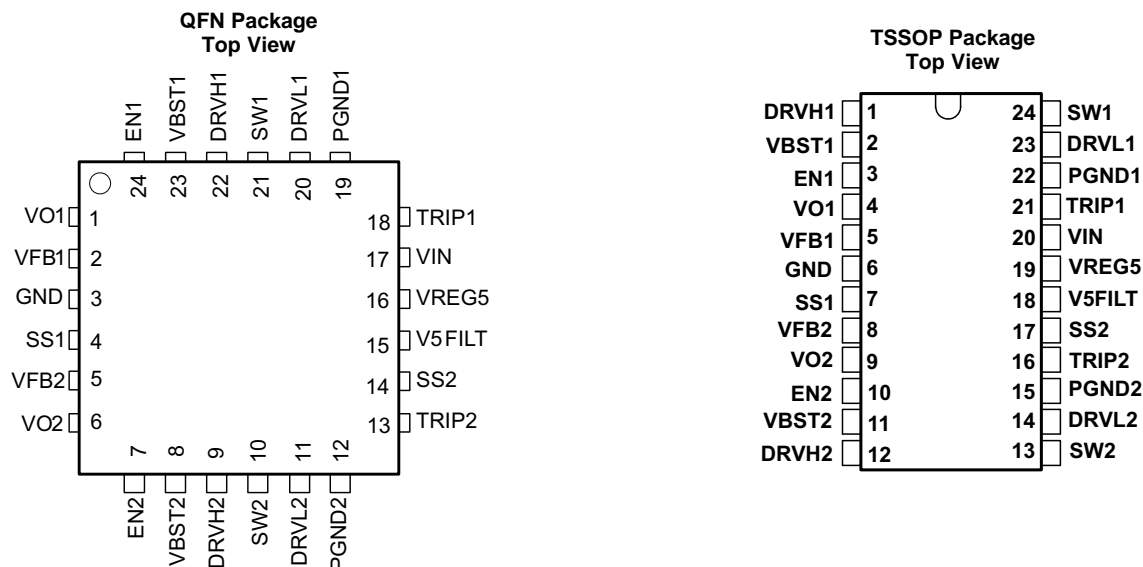 QFN Package
Top View
EN1
VBST1
DRVH1
SW1
DRVL1
PGND1
24
23
22
21
20
19
VO1 1
VFB1 2
GND 3
SS1 4
VFB2 5
VO2 6
18 TRIP1
17 VIN
16 VREG5
15 V5FILT
14 SS2
13 TRIP2
7
8
9
10
11
12
EN2
VBST2
DRVH2
SW2
DRVL2
PGND2
TSSOP Package
Top View
DRVH1 1 24 SW1
VBST1 2 23 DRVL1
EN1 3 22 PGND1
VO1 4 21 TRIP1
VFB1 5 20 VIN
GND 6 19 VREG5
SS1 7 18 V5FILT
VFB2 8 17 SS2
VO2 9 16 TRIP2
EN2 10 15 PGND2
VBST2 11 14 DRVL2
DRVH2 12 13 SW2